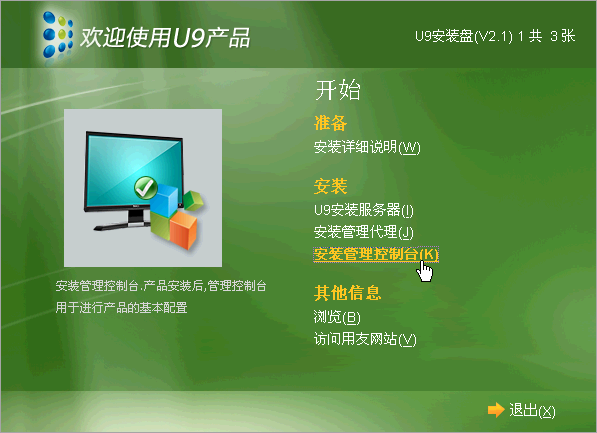 欢迎使用U9产品
U9安装盘(V2.1) 1 共 3 张
开始
准备
安装详细说明(W)
安装
U9安装服务器(I)
安装管理代理(J)
安装管理控制台(K)
安装管理控制台.产品安装后,管理控制台
用于进行产品的基本配置
其他信息
浏览(B)
访问用友网站(V)
退出(X)